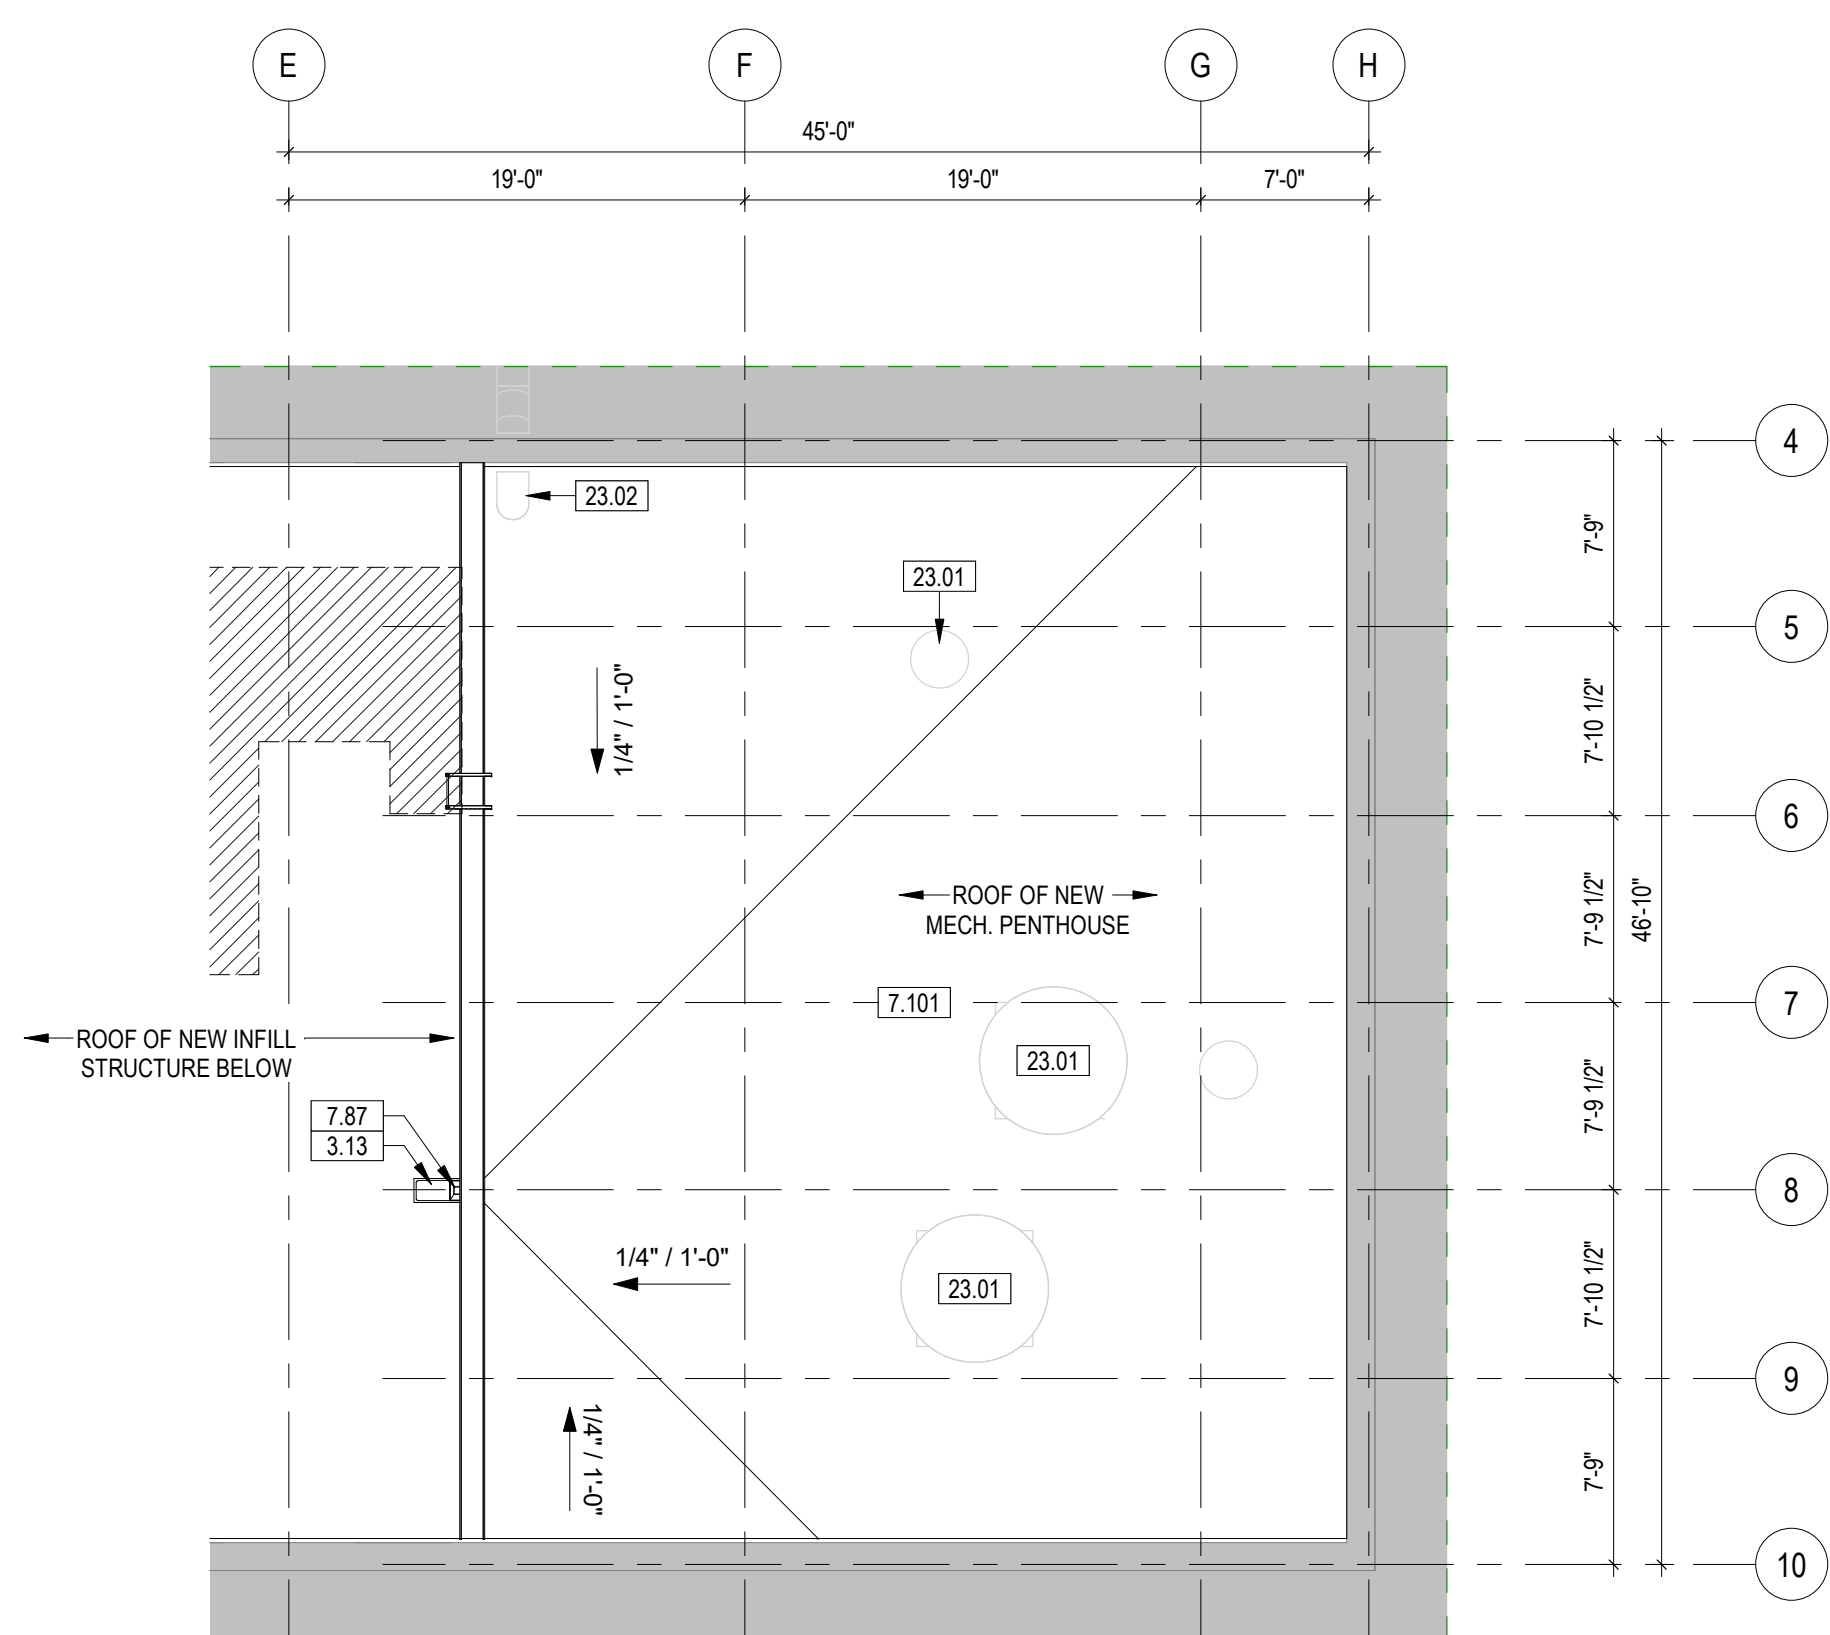 E
F
G
H
45'-0"
19'-0"
19'-0"
7'-0"
4
23.02
7'-9"
23.01
5
1/4" / 1'-0"
7'-10 1/2"
6
ROOF OF NEW
MECH. PENTHOUSE
7'-9 1/2"
46'-10"
7.101
7
ROOF OF NEW INFILL
STRUCTURE BELOW
23.01
7'-9 1/2"
7.87
3.13
8
1/4" / 1'-0"
23.01
7'-10 1/2"
9
1/4" / 1'-0"
7'-9"
10